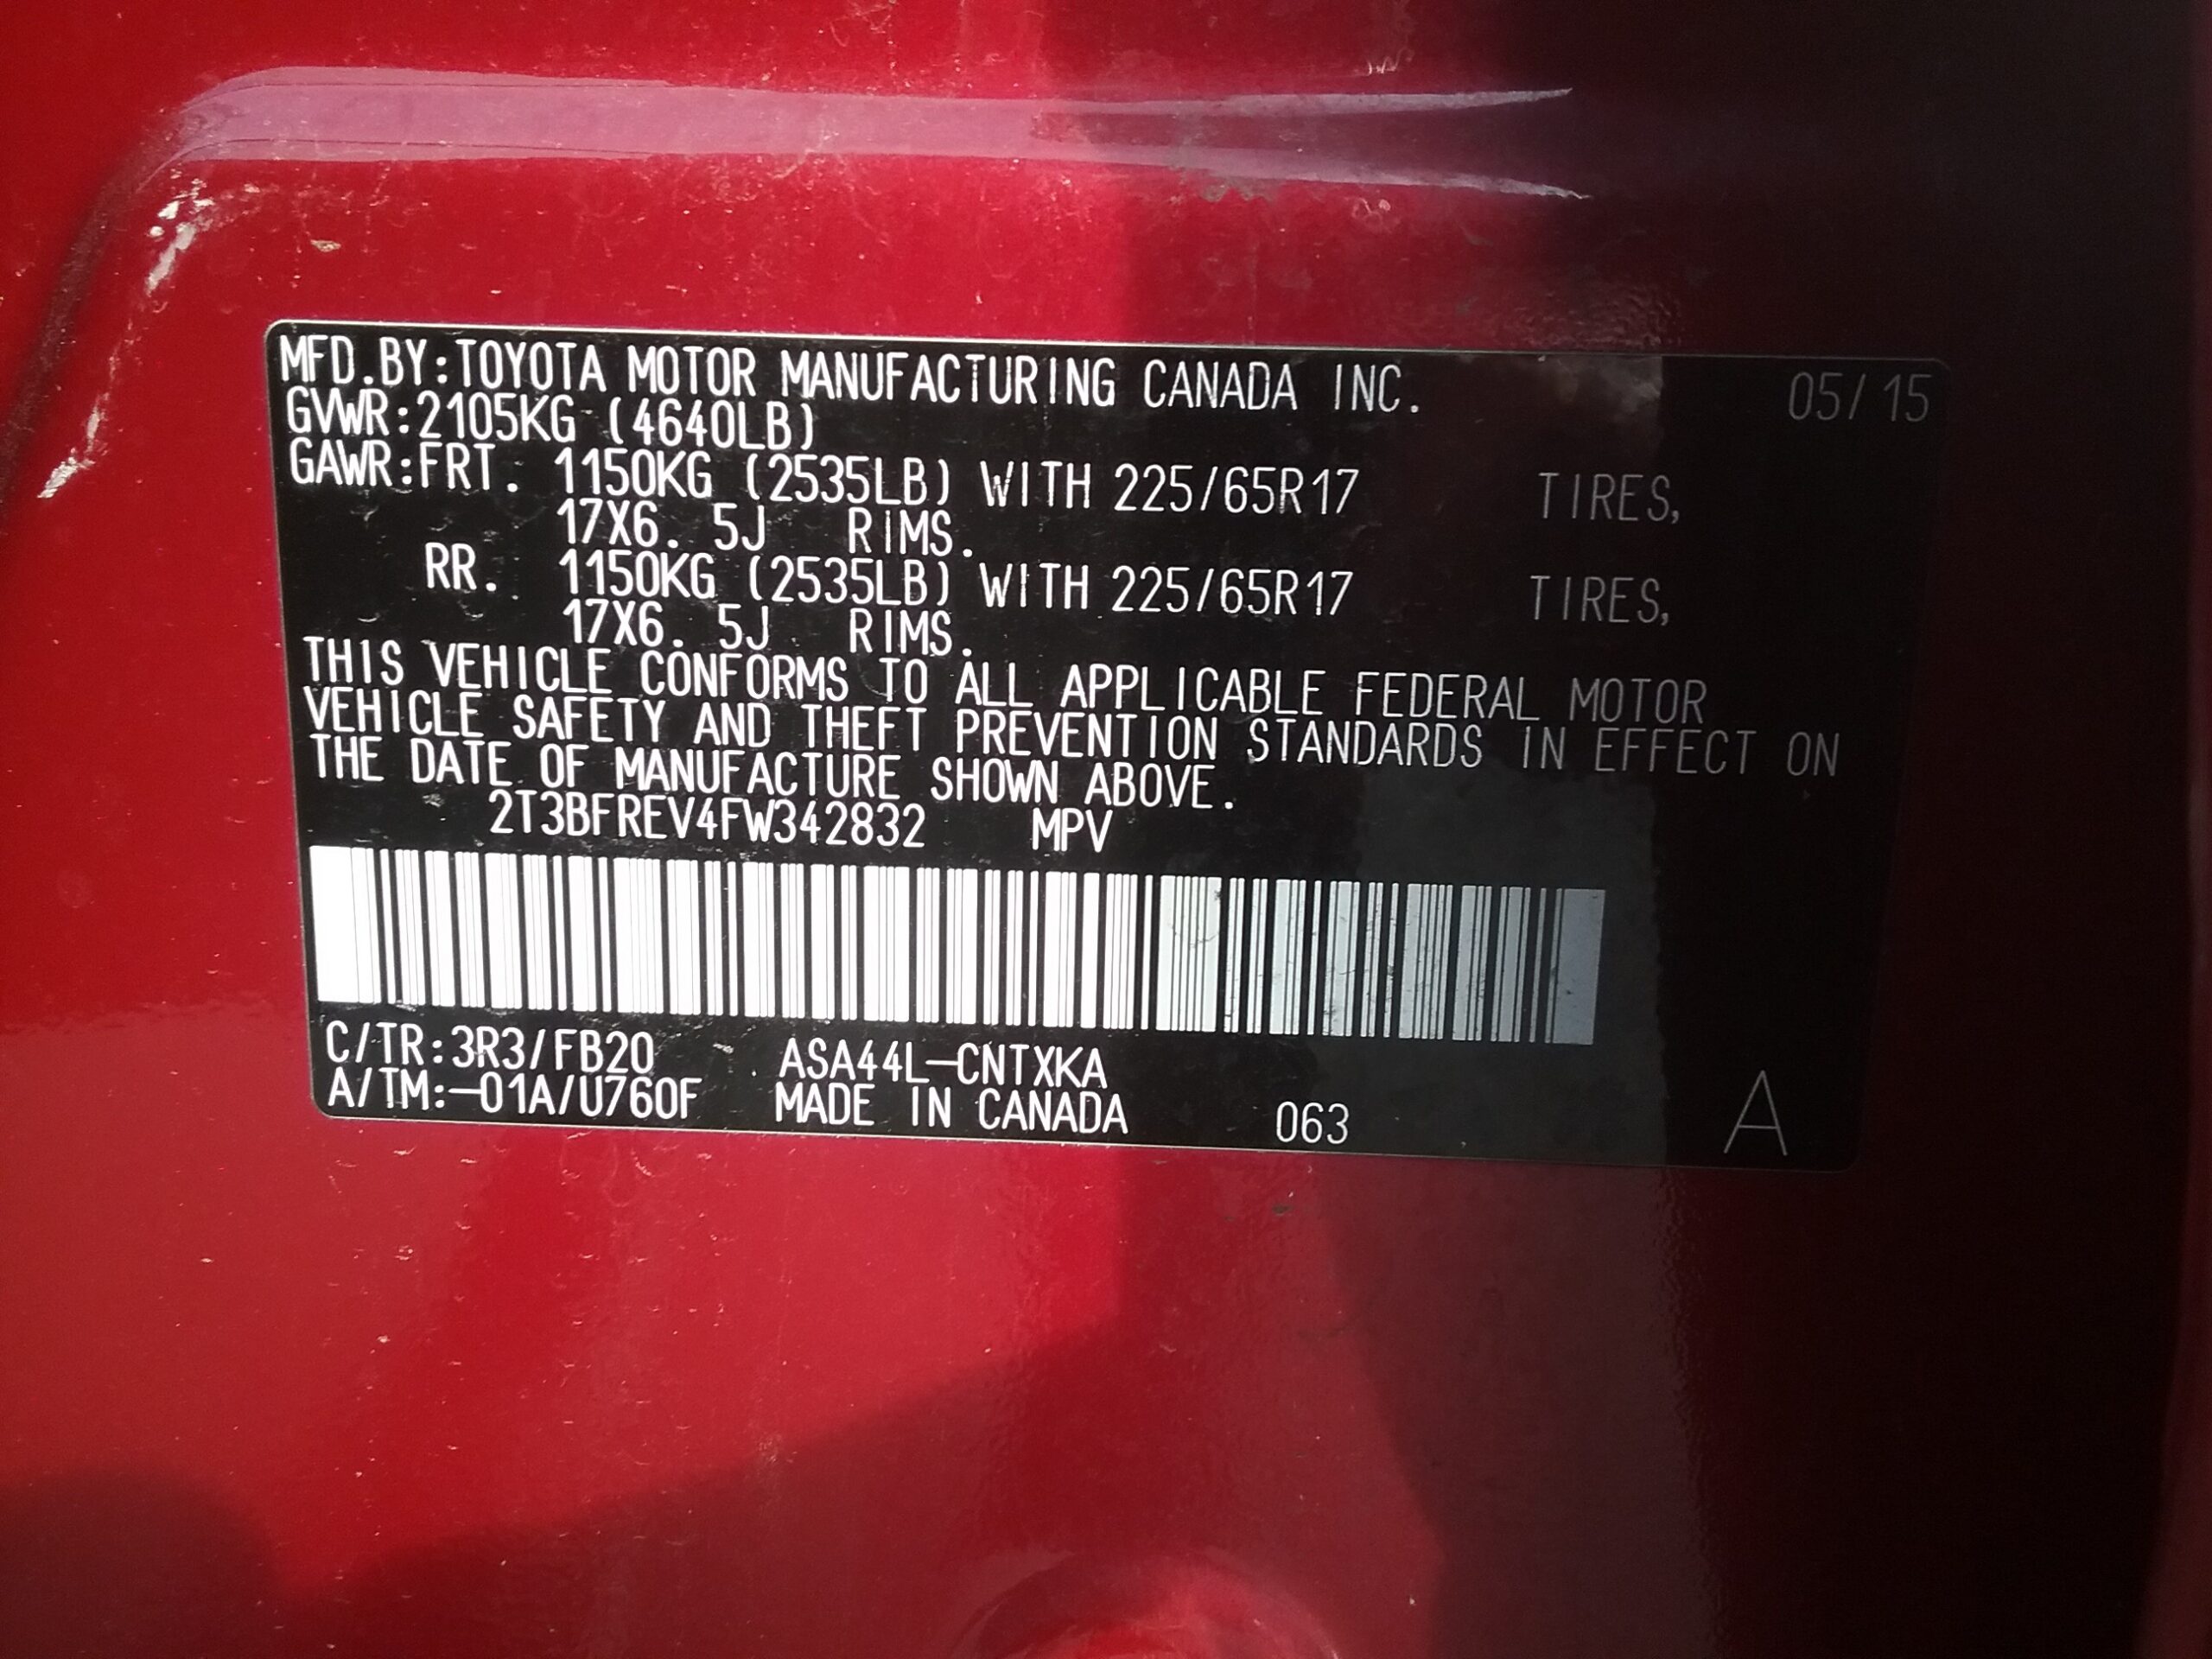 MFD.BY:TOYOTA MOTOR MANUFACTURING CANADA INC. 05/15
GVWR:2105KG (4640LB)
GAWR:FRT. 1150KG (2535LB) WITH 225/65R17 TIRES,
17X6.5J RIMS.
RR. 1150KG (2535LB) WITH 225/65R17 TIRES,
17X6.5J RIMS.
THIS VEHICLE CONFORMS TO ALL APPLICABLE FEDERAL MOTOR
VEHICLE SAFETY AND THEFT PREVENTION STANDARDS IN EFFECT ON
THE DATE OF MANUFACTURE SHOWN ABOVE.
2T3BFREV4FW342832 MPV
C/TR:3R3/FB20 ASA44L-CNTXKA
A/TM:-01A/U760F MADE IN CANADA 063 A